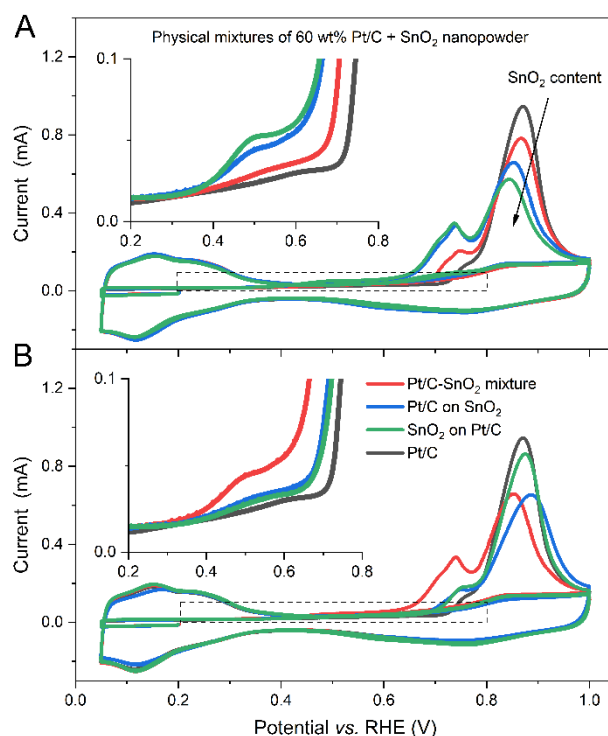 A
Physical mixtures of 60 wt% Pt/C + SnO₂ nanopowder
SnO₂ content
Current (mA)
1.2
0.8
0.4
0.0
0.1
0.0
0.2
0.4
0.6
0.8
B
Pt/C-SnO₂ mixture
Pt/C on SnO₂
SnO₂ on Pt/C
Pt/C
Current (mA)
1.2
0.8
0.4
0.0
0.1
0.0
0.2
0.4
0.6
0.8
0.0
0.2
0.4
0.6
0.8
1.0
Potential vs. RHE (V)